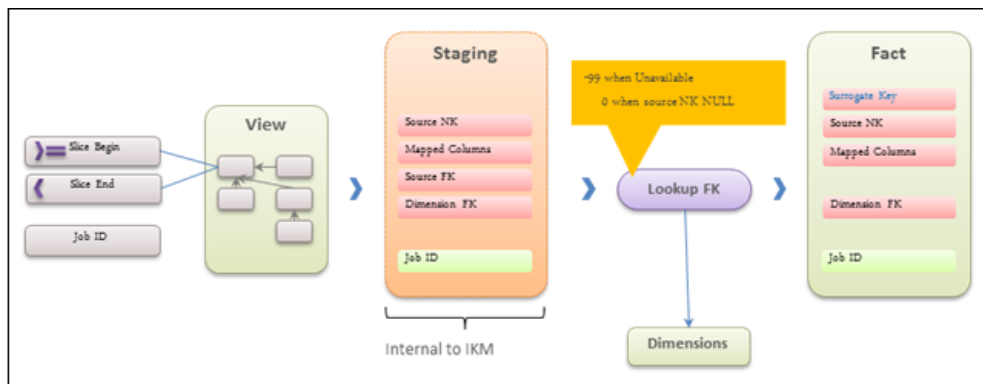 Slice Begin
Slice End
Job ID
View
Staging
Source NK
Mapped Columns
Source FK
Dimension FK
Job ID
Internal to IKM
-99 when Unavailable
0 when source NK NULL
Lookup FK
Dimensions
Fact
Surrogate Key
Source NK
Mapped Columns
Dimension FK
Job ID